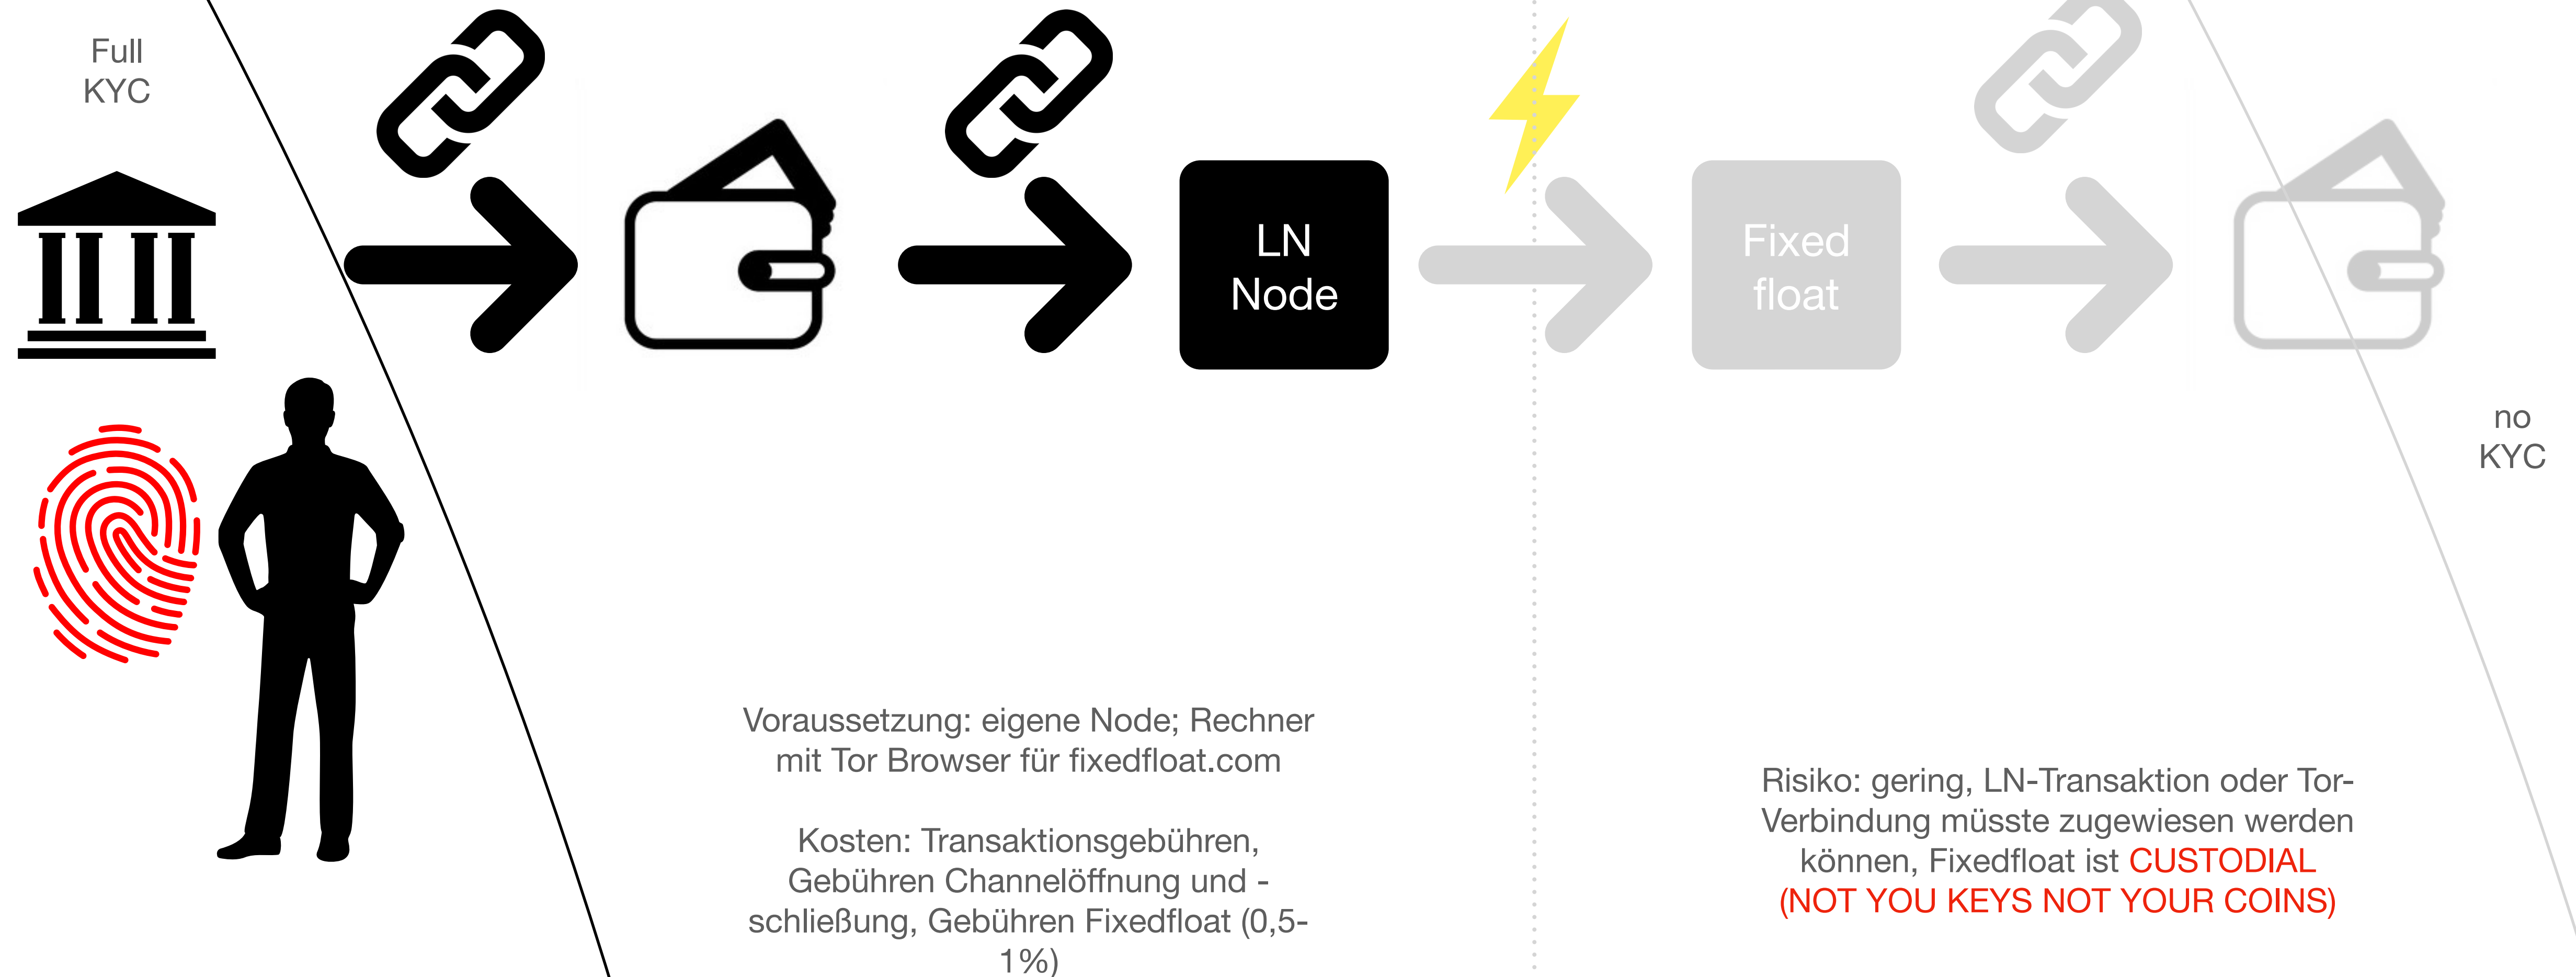 Full
KYC
LN
Node
Fixed
float
no
KYC
Voraussetzung: eigene Node; Rechner
mit Tor Browser für fixedfloat.com
Kosten: Transaktionsgebühren,
Gebühren Channelöffnung und -
schließung, Gebühren Fixedfloat (0,5-
1%)
Risiko: gering, LN-Transaktion oder Tor-
Verbindung müsste zugewiesen werden
können, Fixedfloat ist CUSTODIAL
(NOT YOU KEYS NOT YOUR COINS)